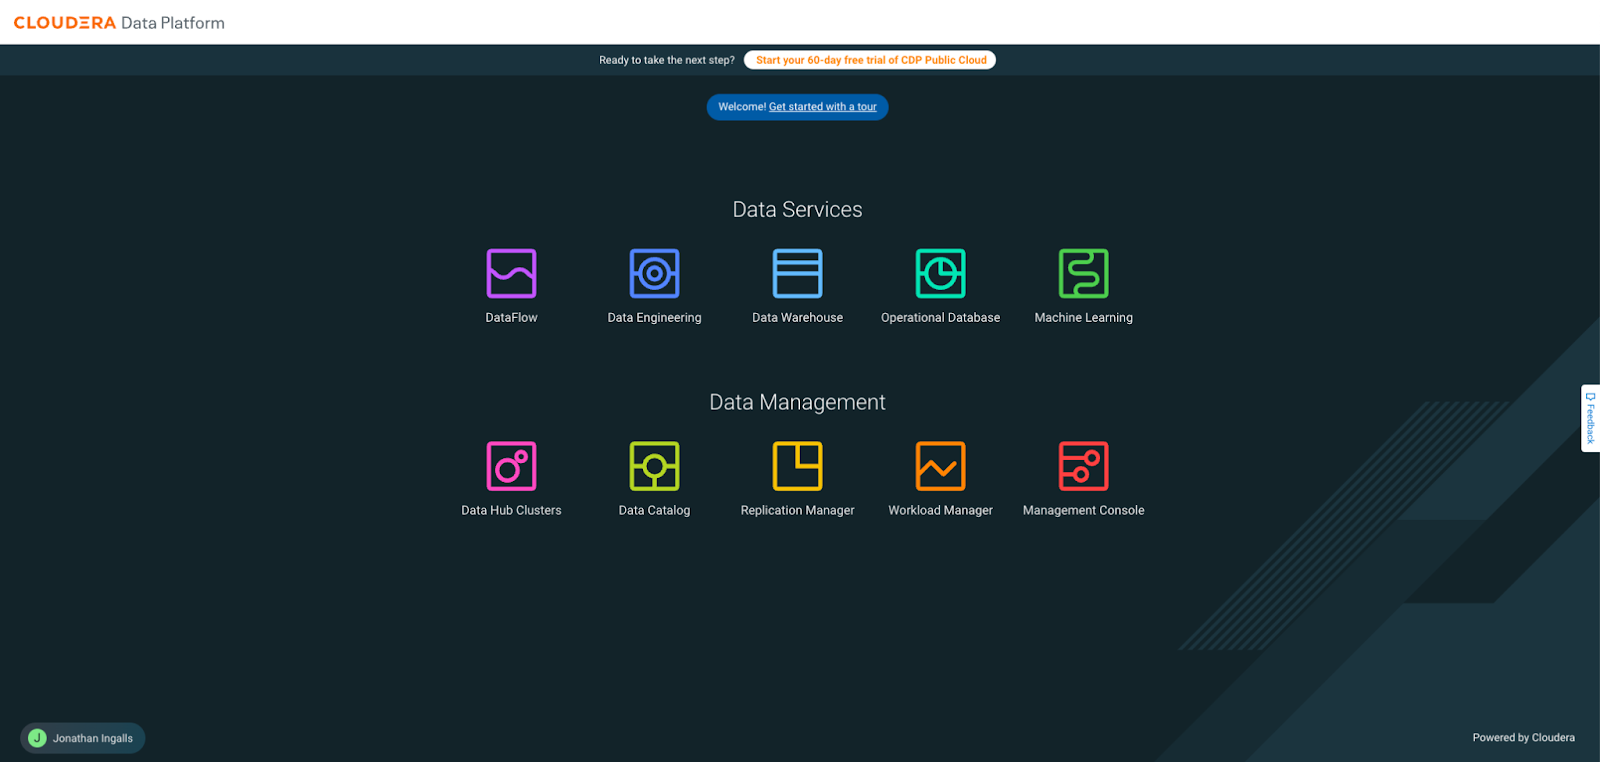 CLOUDERA Data Platform
Ready to take the next step? Start your 60-day free trial of CDP Public Cloud
Welcome! Get started with a tour
Data Services
DataFlow
Data Engineering
Data Warehouse
Operational Database
Machine Learning
Data Management
Data Hub Clusters
Data Catalog
Replication Manager
Workload Manager
Management Console
Feedback
J Jonathan Ingalls
Powered by Cloudera